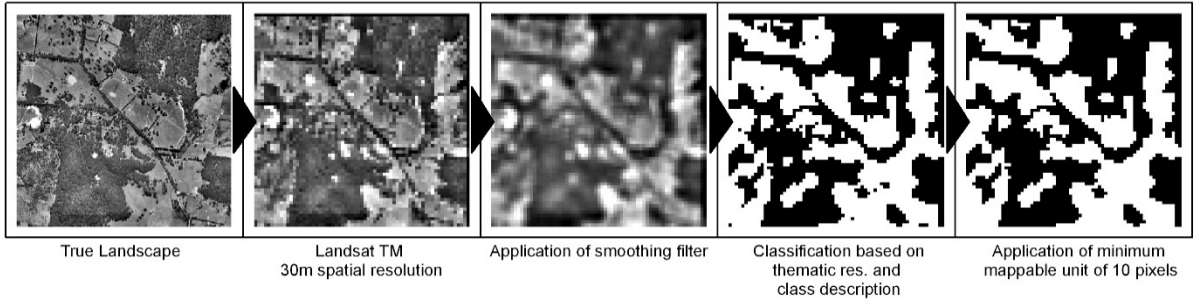 True Landscape
Landsat TM
30m spatial resolution
Application of smoothing filter
Classification based on
thematic res. and
class description
Application of minimum
mappable unit of 10 pixels